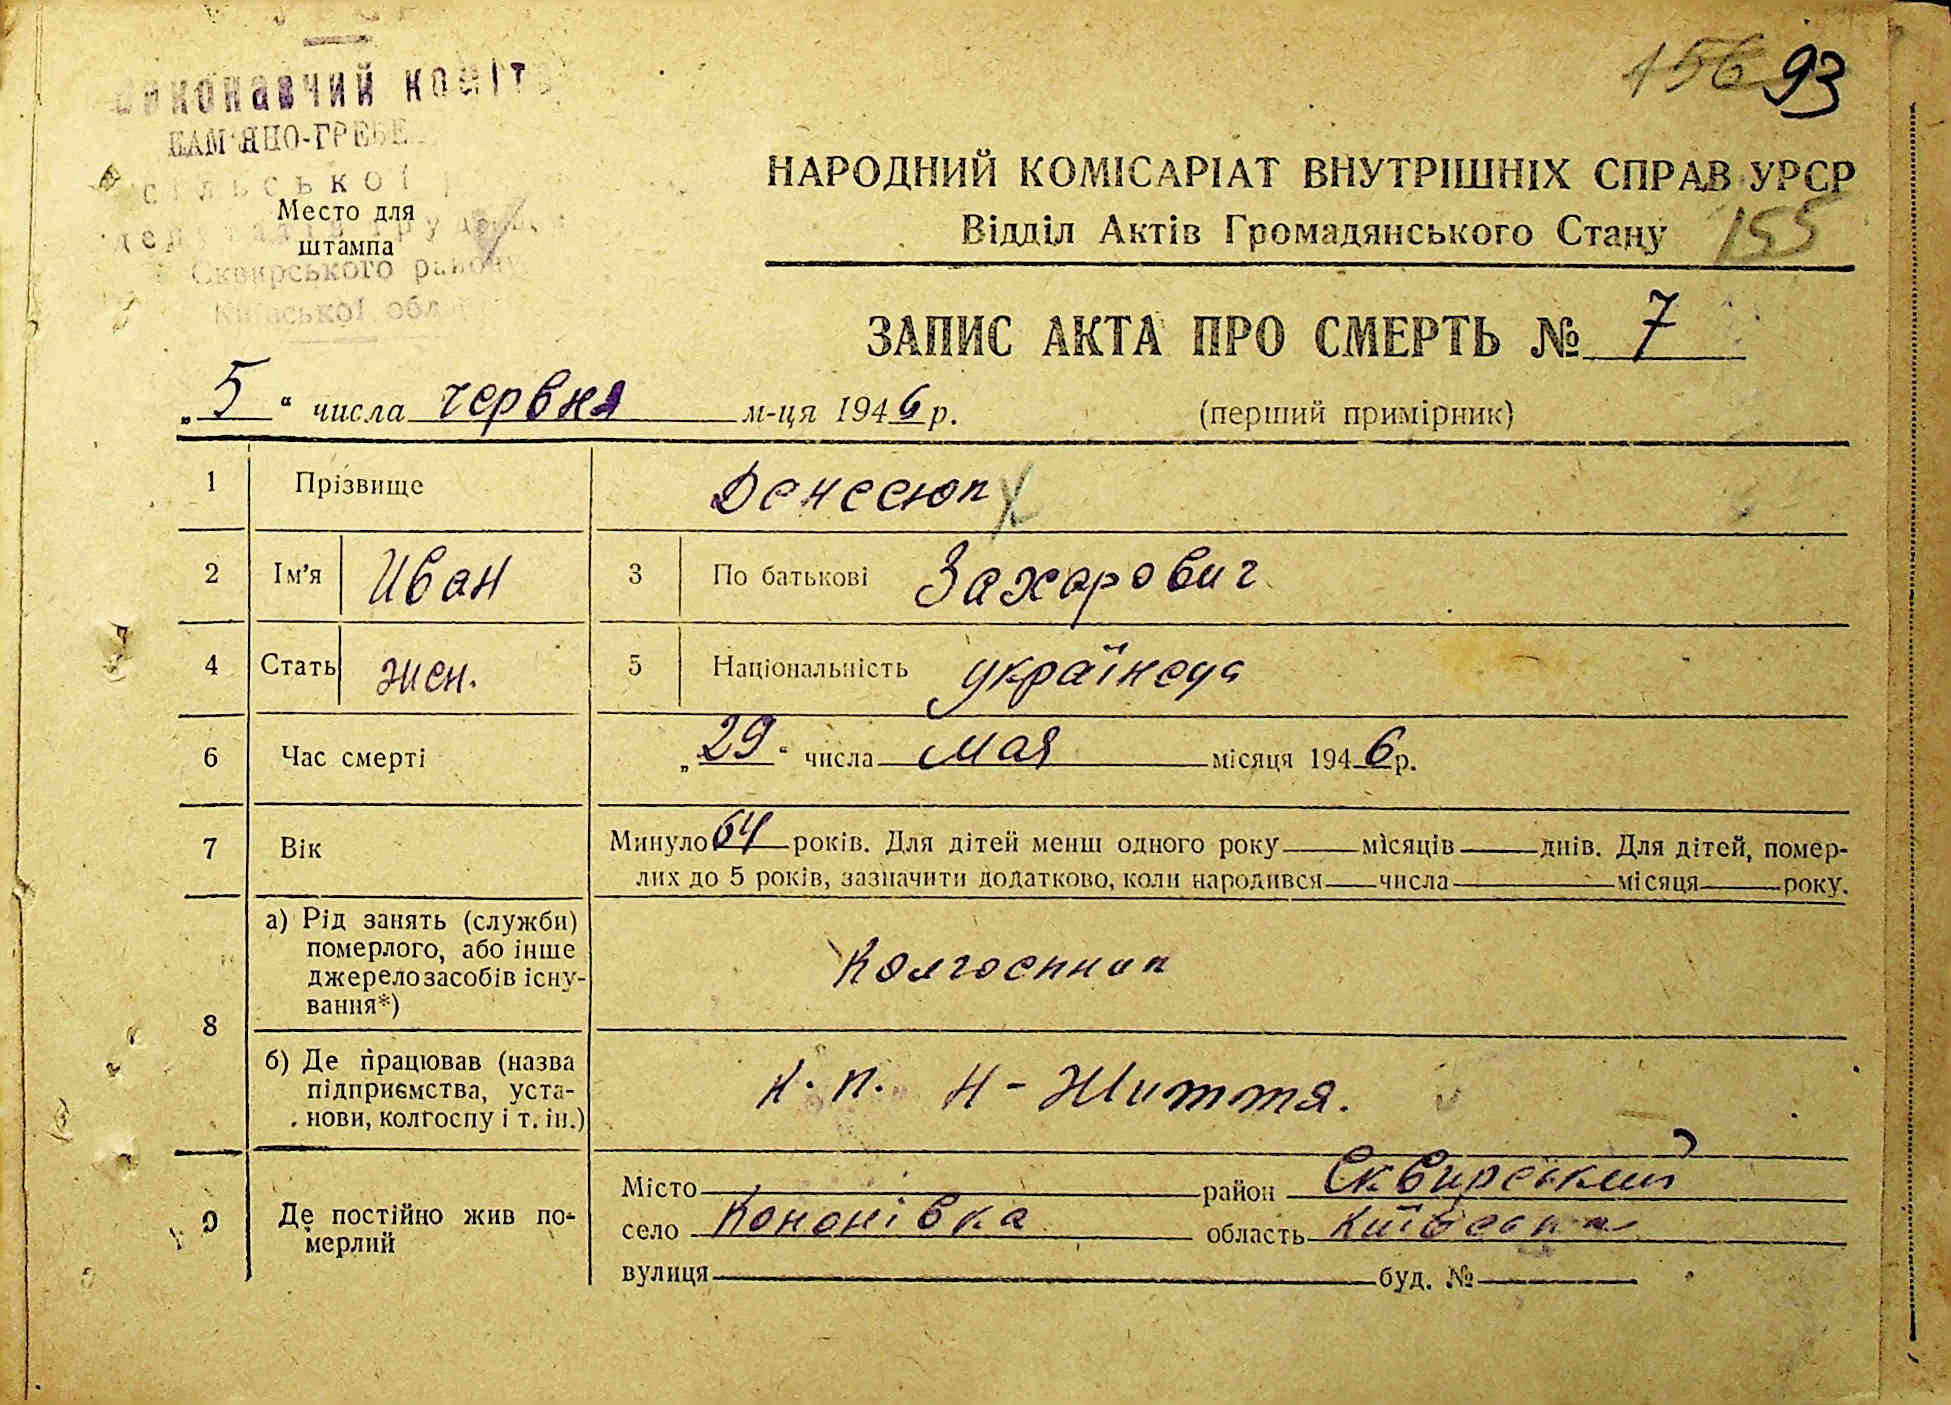 Виконавчий коміт
КАМ'ЯНО-ГРЕБЕ
сільської
Сквирського району
Київської обл
Место для
штампа
156 93
НАРОДНИЙ КОМІСАРІАТ ВНУТРІШНІХ СПРАВ УРСР
Відділ Актів Громадянського Стану 155
ЗАПИС АКТА ПРО СМЕРТЬ № 7
„5“ числа червня м-ця 1946 р. (перший примірник)
1 Прізвище Денесюк
2 Ім'я Иван 3 По батькові Захарович
4 Стать жен. 5 Національність українец
6 Час смерті „29“ числа мая місяця 1946 р.
7 Вік Минуло 64 років. Для дітей менш одного року місяців днів. Для дітей, помер-
лих до 5 років, зазначити додатково, коли народився числа місяця року.
8 а) Рід занять (служби)
померлого, або інше
джерело засобів існу-
вання*)
Колгоспник
б) Де працював (назва
підприємства, уста-
нови, колгоспу і т. ін.)
к. п. Н-Життя.
9 Де постійно жив по-
мерлий
Місто район Сквирський
село Кононівка область Київська
вулиця буд. №